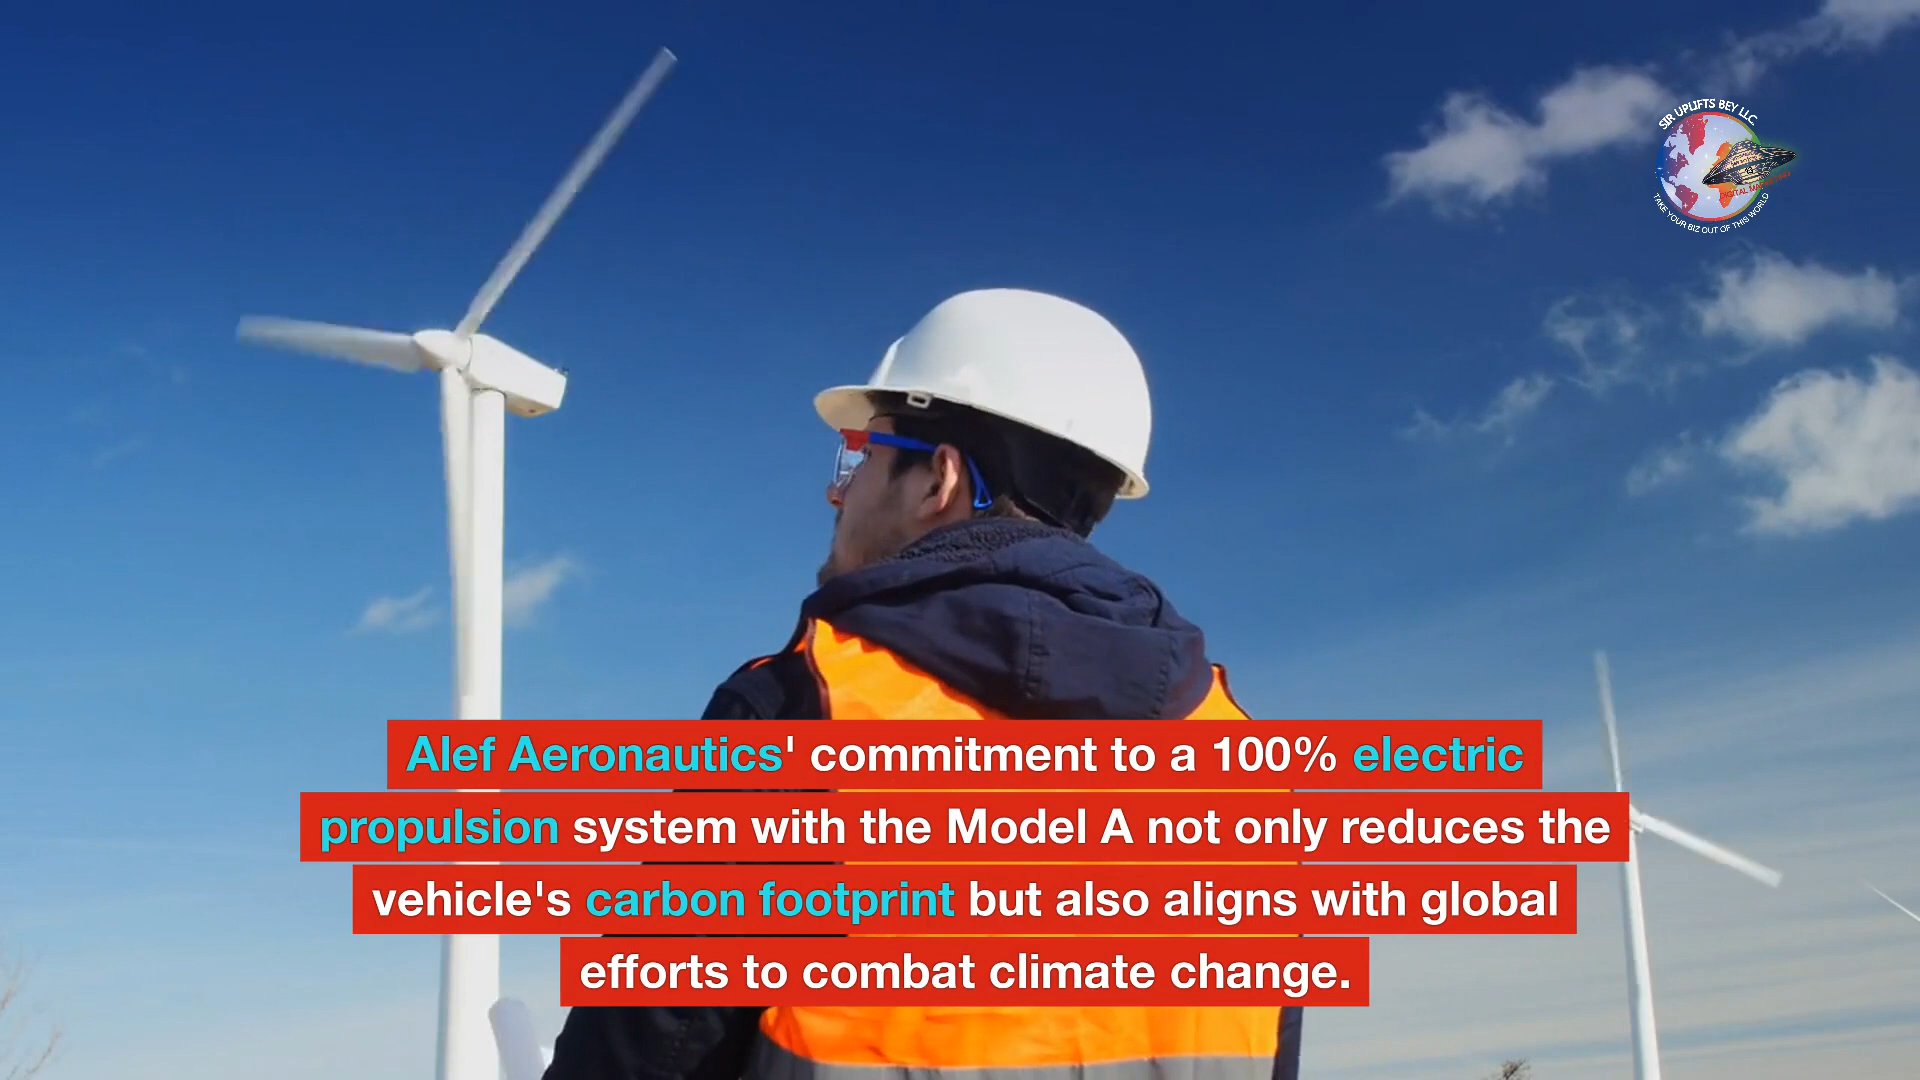 SIR UPLIFTS BEY LLC.
DIGITAL
TAKE YOUR BIZ OUT OF THIS WORLD
Alef Aeronautics' commitment to a 100% electric
propulsion system with the Model A not only reduces the
vehicle's carbon footprint but also aligns with global
efforts to combat climate change.